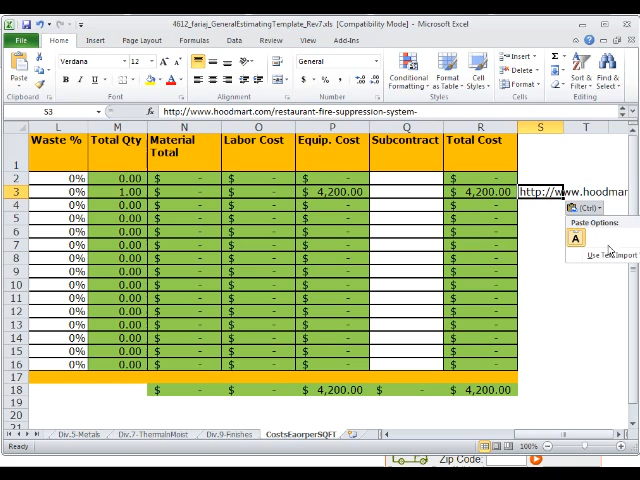 4612_fariaj_GeneralEstimatingTemplate_Rev7.xls [Compatibility Mode] - Microsoft Excel
File Home Insert Page Layout Formulas Data Review View Add-Ins
Paste Verdana 12 A A General Conditional Formatting Format as Table Cell Styles Insert Delete Format Sort & Filter Find & Select
B I U $ % ,
Clipboard Font Alignment Number Styles Cells Editing
S3 fx http://www.hoodmart.com/restaurant-fire-suppression-system-
L M N O P Q R S T
1 Waste % Total Qty Material Total Labor Cost Equip. Cost Subcontract Total Cost
2 0% 0.00 $ - $ - $ - $ -
3 0% 1.00 $ - $ - $ 4,200.00 $ 4,200.00 http://www.hoodmar
4 0% 0.00 $ - $ - $ - $ -
5 0% 0.00 $ - $ - $ - $ -
6 0% 0.00 $ - $ - $ - $ -
7 0% 0.00 $ - $ - $ - $ -
8 0% 0.00 $ - $ - $ - $ -
9 0% 0.00 $ - $ - $ - $ -
10 0% 0.00 $ - $ - $ - $ -
11 0% 0.00 $ - $ - $ - $ -
12 0% 0.00 $ - $ - $ - $ -
13 0% 0.00 $ - $ - $ - $ -
14 0% 0.00 $ - $ - $ - $ -
15 0% 0.00 $ - $ - $ - $ -
16 0% 0.00 $ - $ - $ - $ -
17
18 $ - $ - $ 4,200.00 $ - $ 4,200.00
19
20
21
(Ctrl)
Paste Options:
A
Use Text Import
Div.5-Metals Div.7-ThermalnMoist Div.9-Finishes CostsEaorperSQFT
Ready 100%
Zip Code: